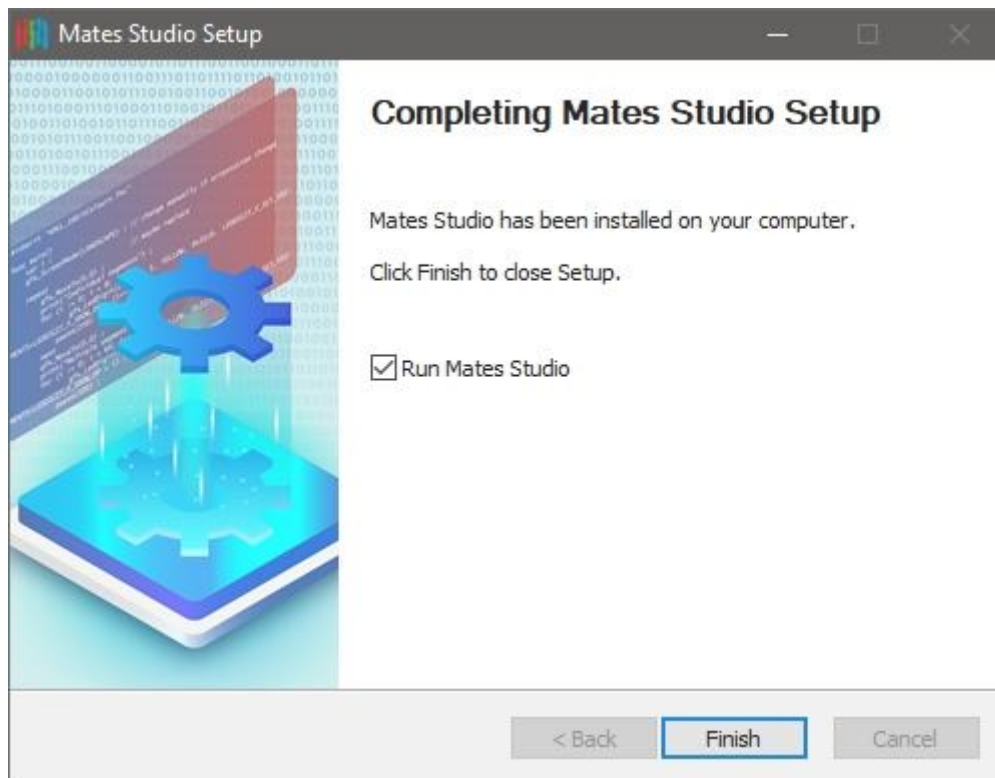 Mates Studio Setup
Completing Mates Studio Setup
Mates Studio has been installed on your computer.
Click Finish to close Setup.
Run Mates Studio
< Back
Finish
Cancel